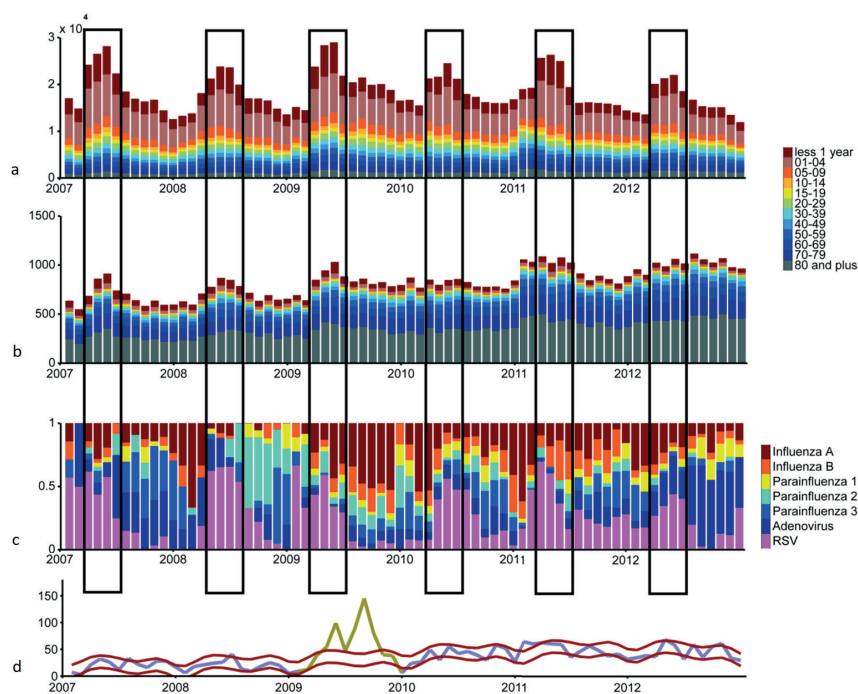 x 10 4
3
2
1
0
a
2007 2008 2009 2010 2011 2012
less 1 year
01-04
05-09
10-14
15-19
20-29
30-39
40-49
50-59
60-69
70-79
80 and plus
1500
1000
500
0
b
2007 2008 2009 2010 2011 2012
1
0.5
0
c
2007 2008 2009 2010 2011 2012
Influenza A
Influenza B
Parainfluenza 1
Parainfluenza 2
Parainfluenza 3
Adenovirus
RSV
150
100
50
0
d
2007 2008 2009 2010 2011 2012